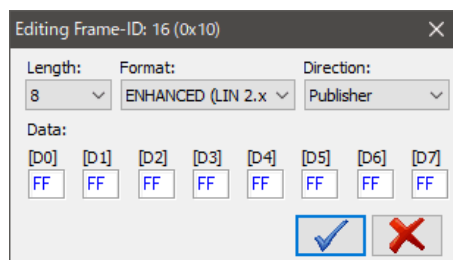 Editing Frame-ID: 16 (0x10)
Length: Format: Direction:
8 ENHANCED (LIN 2.x Publisher
Data:
[D0] [D1] [D2] [D3] [D4] [D5] [D6] [D7]
FF FF FF FF FF FF FF FF